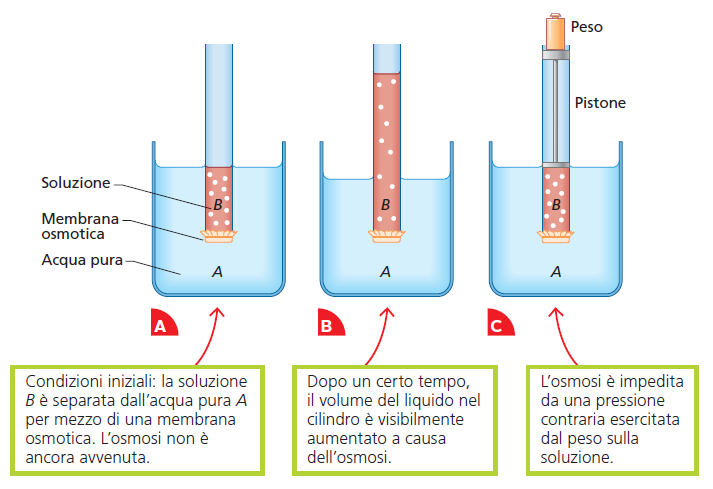 Peso
Pistone
Soluzione
Membrana
osmotica
Acqua pura
B
A
B
A
B
A
A
B
C
Condizioni iniziali: la soluzione
B è separata dall'acqua pura A
per mezzo di una membrana
osmotica. L'osmosi non è
ancora avvenuta.
Dopo un certo tempo,
il volume del liquido nel
cilindro è visibilmente
aumentato a causa
dell'osmosi.
L'osmosi è impedita
da una pressione
contraria esercitata
dal peso sulla
soluzione.